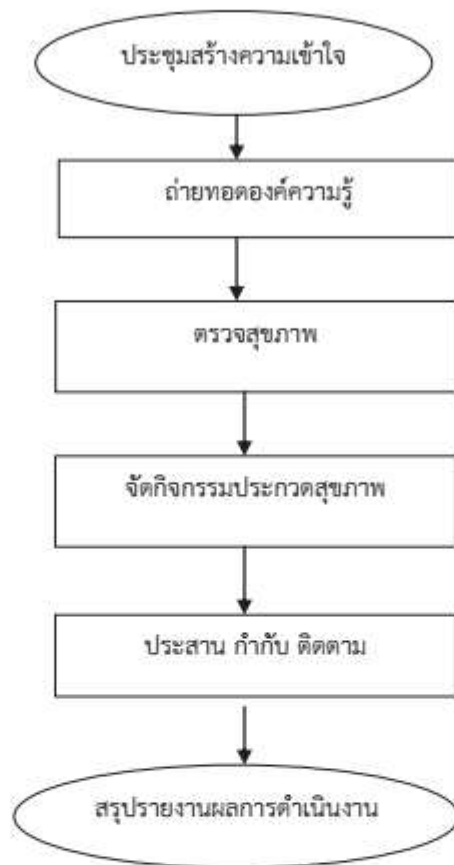 ประชุมสร้างความเข้าใจ
ถ่ายทอดองค์ความรู้
ตรวจสุขภาพ
จัดกิจกรรมประกวดสุขภาพ
ประสาน กำกับ ติดตาม
สรุปรายงานผลการดำเนินงาน